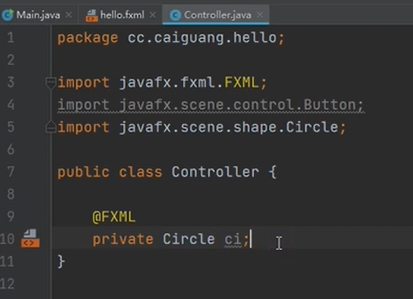 Main.java hello.fxml Controller.java
1 package cc.caiguang.hello;
2
3 import javafx.fxml.FXML;
4 import javafx.scene.control.Button;
5 import javafx.scene.shape.Circle;
6
7 public class Controller {
8
9 @FXML
10 private Circle ci;
11 }
12